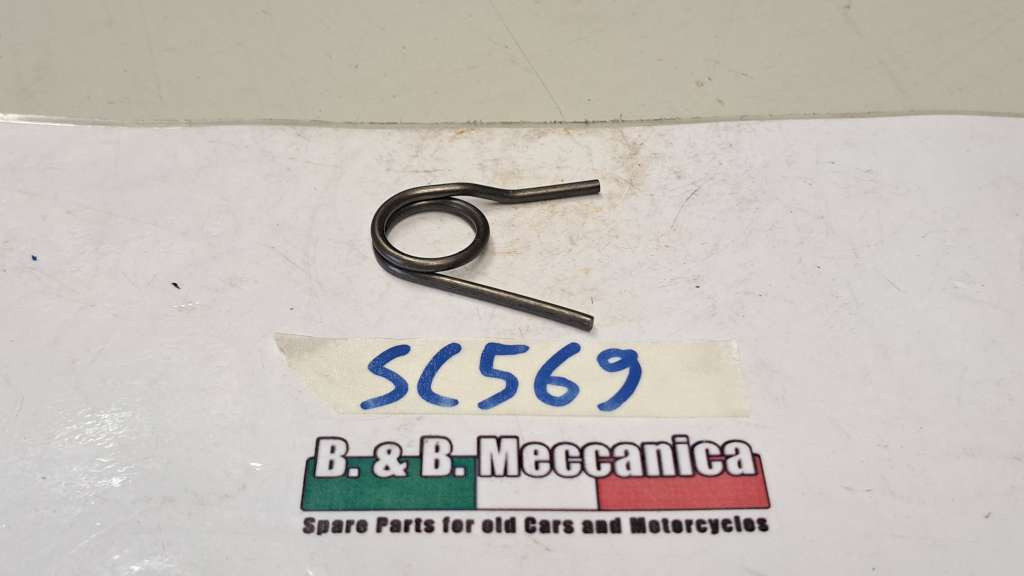 SC569
B. & B. Meccanica
Spare Parts for old Cars and Motorcycles